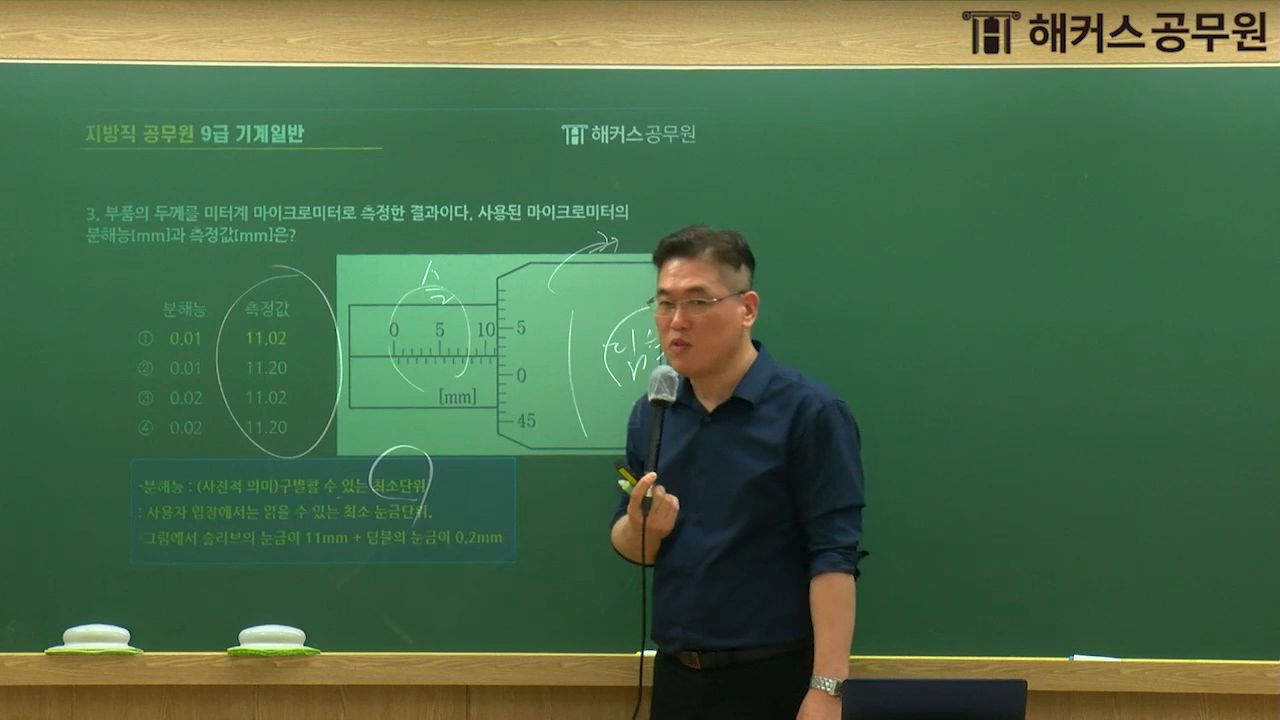 해커스공무원
지방직 공무원 9급 기계일반
해커스공무원
3. 부품의 두께를 미터계 마이크로미터로 측정한 결과이다. 사용된 마이크로미터의
분해능[mm]과 측정값[mm]은?
분해능 측정값
① 0.01 11.02
② 0.01 11.20
③ 0.02 11.02
④ 0.02 11.20
슬
0 5 10
5
0
45
[mm]
딤
-분해능 : (사전적 의미)구별할 수 있는 최소단위
: 사용자 입장에서는 읽을 수 있는 최소 눈금단위.
그림에서 슬리브의 눈금이 11mm + 딤블의 눈금이 0.2mm